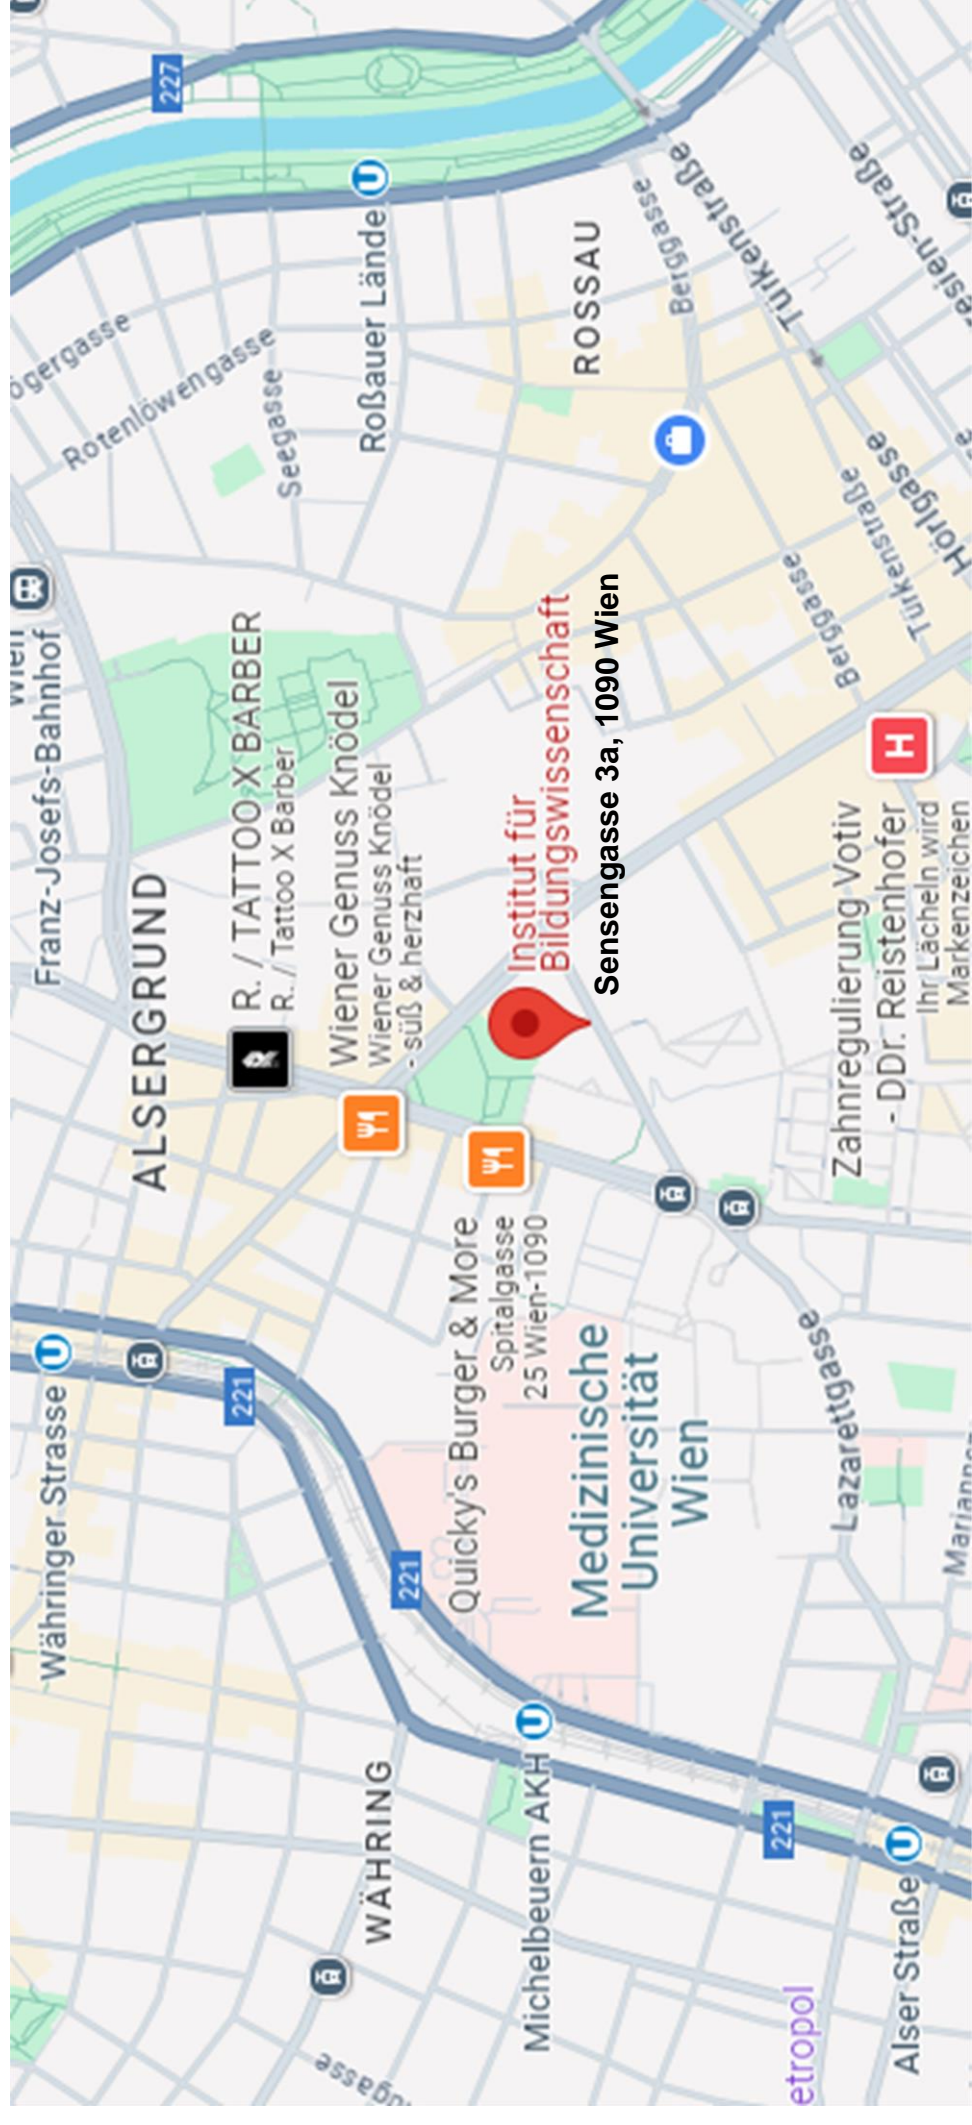 Währinger Strasse
Franz-Josefs-Bahnhof
Wien
ALSERGRUND
221
227
Rotenlöwengasse
Seegasse
R. / TATTOO X BARBER
R. / Tattoo X Barber
Wiener Genuss Knödel
Wiener Genuss Knödel
- süß & herzhaft
Roßauer Lände
WÄHRING
221
Quicky's Burger & More
Spitalgasse
25 Wien-1090
Institut für
Bildungswissenschaft
Sensengasse 3a, 1090 Wien
ROSSAU
Michelbeuern AKH
Medizinische
Universität
Wien
Berggasse
Türkenstraße
Berggasse
Türkenstraße
Hörlgasse
221
Lazarettgasse
Zahnregulierung Votiv
- DDr. Reistenhofer
Ihr Lächeln wird
Markenzeichen
H
Alser Straße